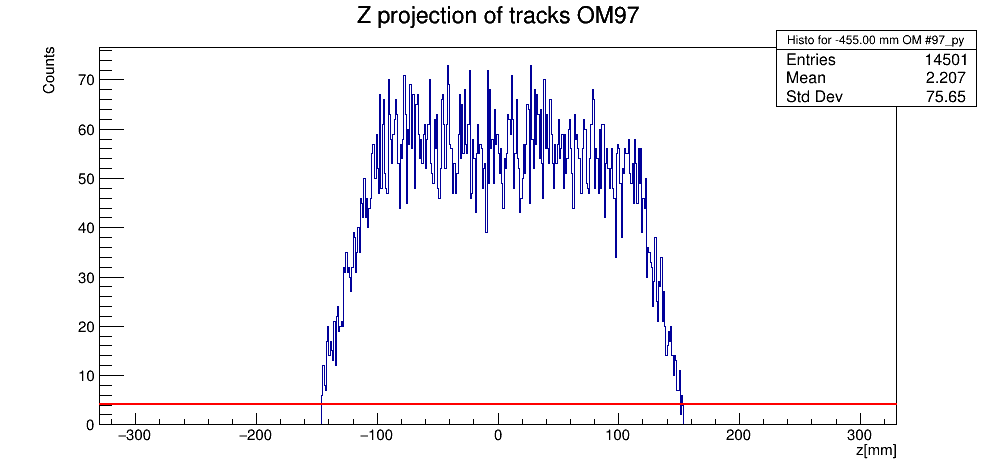 Z projection of tracks OM97
Histo for -455.00 mm OM #97_py
Entries 14501
Mean 2.207
Std Dev 75.65
Counts
70
60
50
40
30
20
10
0
−300 −200 −100 0 100 200 300
z[mm]